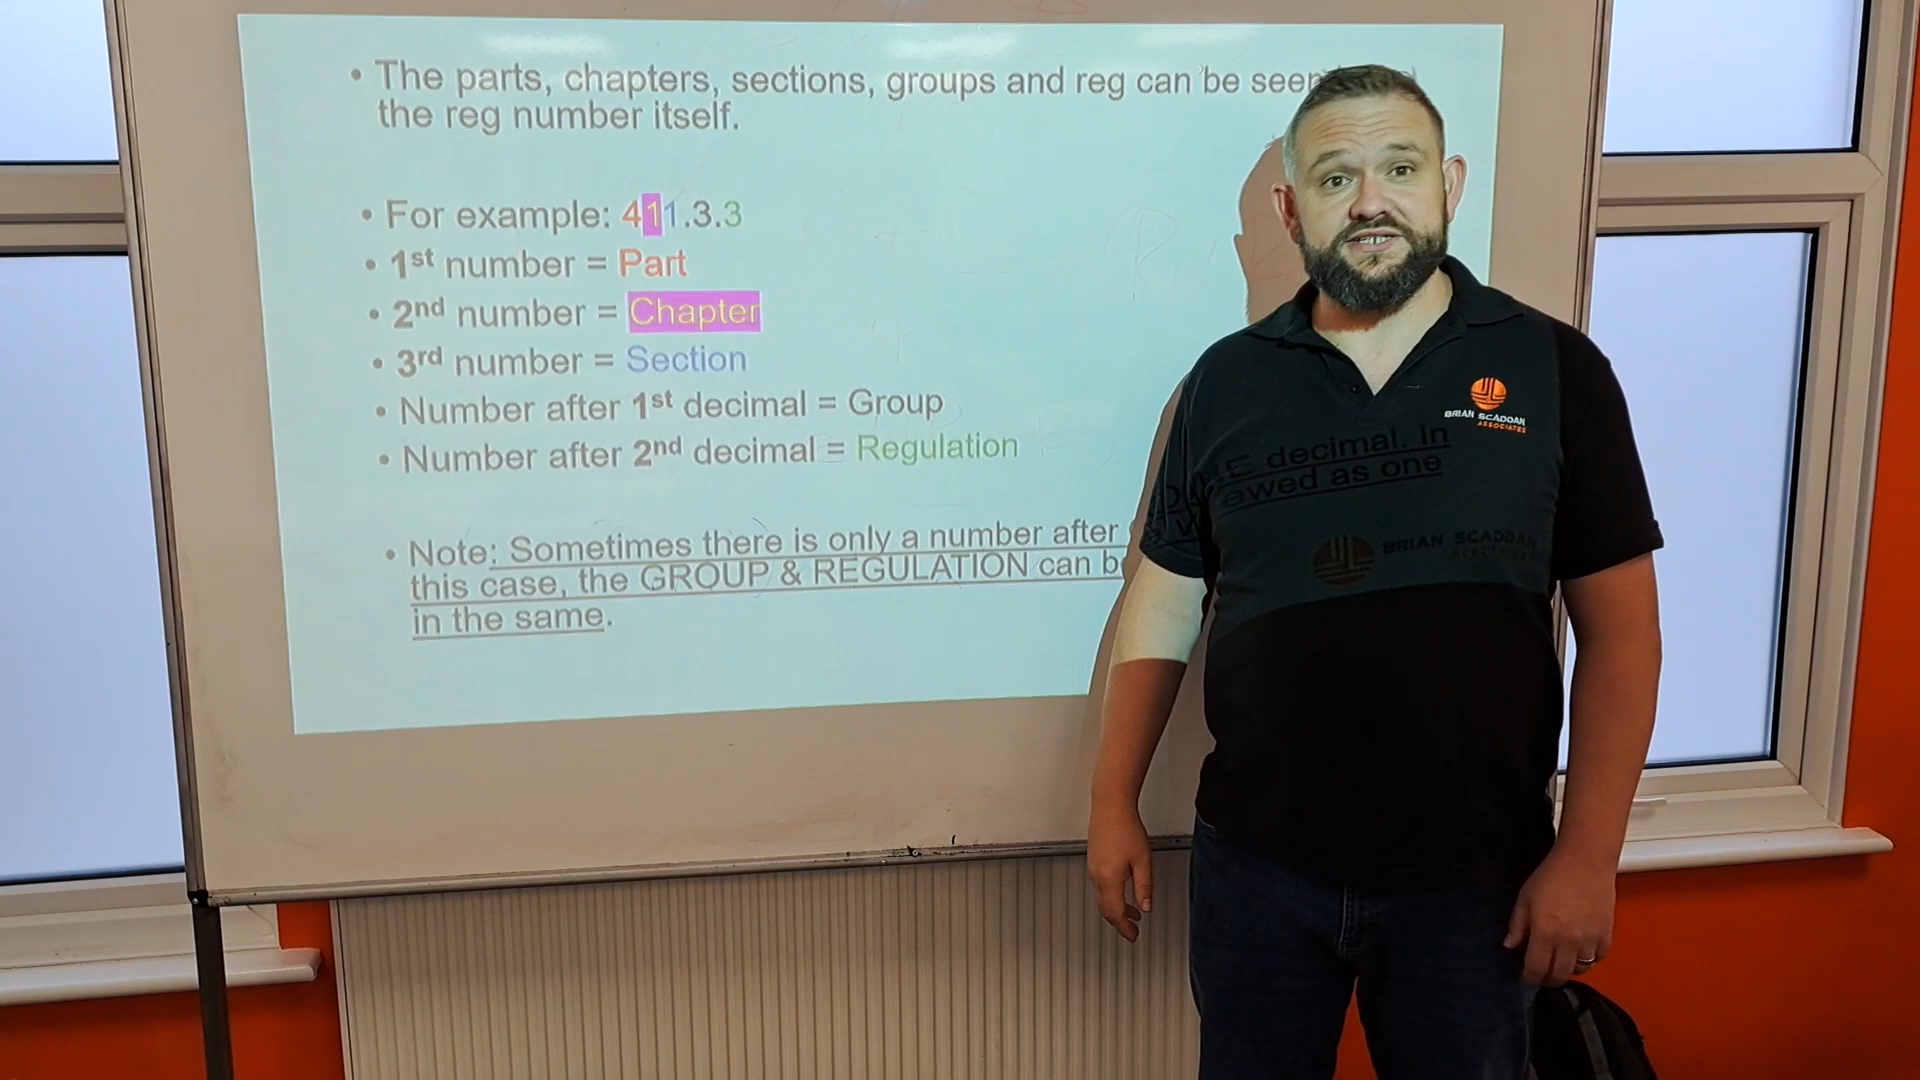 • The parts, chapters, sections, groups and reg can be seen
the reg number itself.
• For example: 411.3.3
• 1st number = Part
• 2nd number = Chapter
• 3rd number = Section
• Number after 1st decimal = Group
• Number after 2nd decimal = Regulation
• Note: Sometimes there is only a number after decimal. In
this case, the GROUP & REGULATION can be viewed as one
in the same.
BRIAN SCADDAN
ASSOCIATES
BRIAN SCADDAN